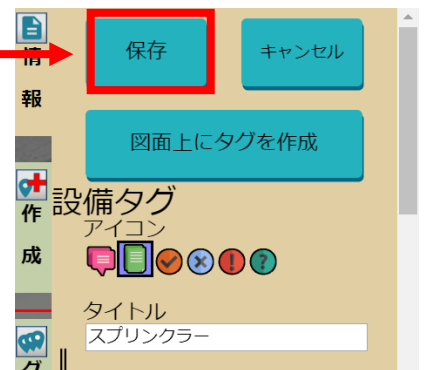 情
報
保存
キャンセル
図面上にタグを作成
作
成
設備タグ
アイコン
タイトル
スプリンクラー